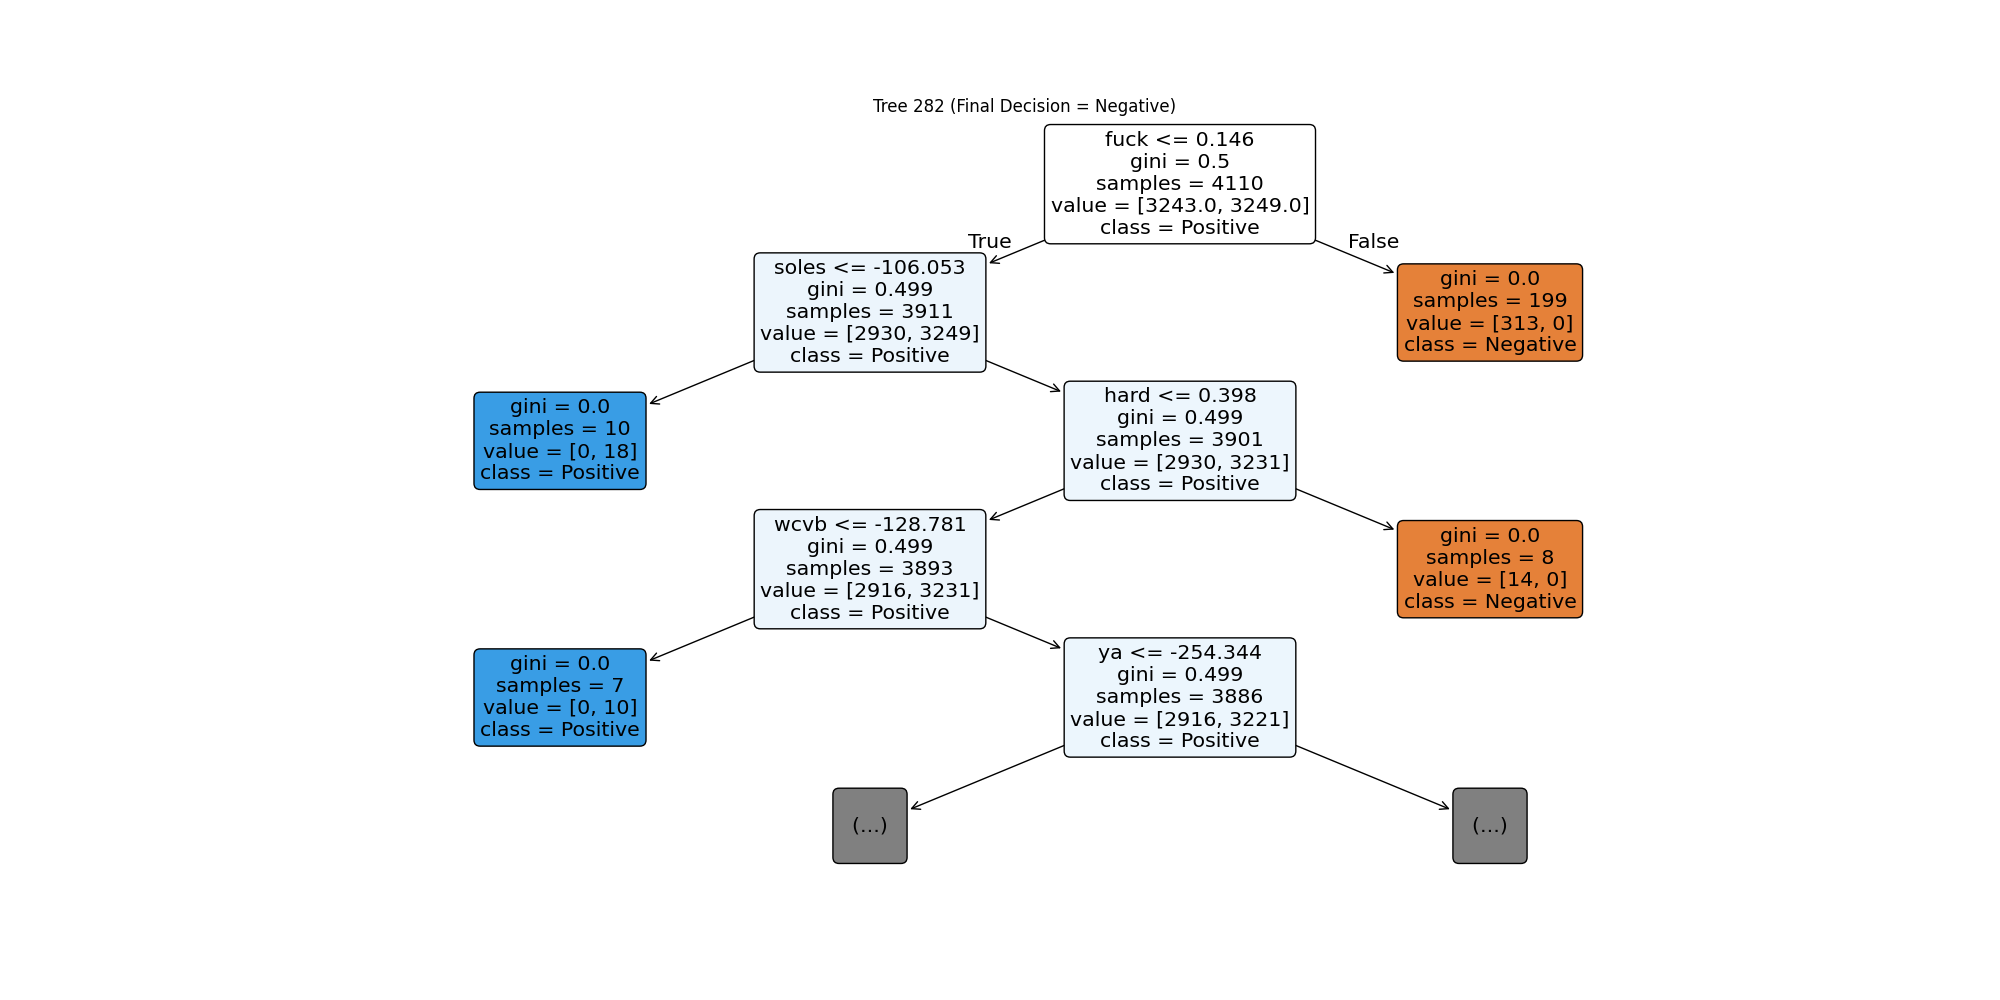 Tree 282 (Final Decision = Negative)
fuck <= 0.146
gini = 0.5
samples = 4110
value = [3243.0, 3249.0]
class = Positive
True
False
soles <= -106.053
gini = 0.499
samples = 3911
value = [2930, 3249]
class = Positive
gini = 0.0
samples = 199
value = [313, 0]
class = Negative
gini = 0.0
samples = 10
value = [0, 18]
class = Positive
hard <= 0.398
gini = 0.499
samples = 3901
value = [2930, 3231]
class = Positive
wcvb <= -128.781
gini = 0.499
samples = 3893
value = [2916, 3231]
class = Positive
gini = 0.0
samples = 8
value = [14, 0]
class = Negative
gini = 0.0
samples = 7
value = [0, 10]
class = Positive
ya <= -254.344
gini = 0.499
samples = 3886
value = [2916, 3221]
class = Positive
(...)
(...)